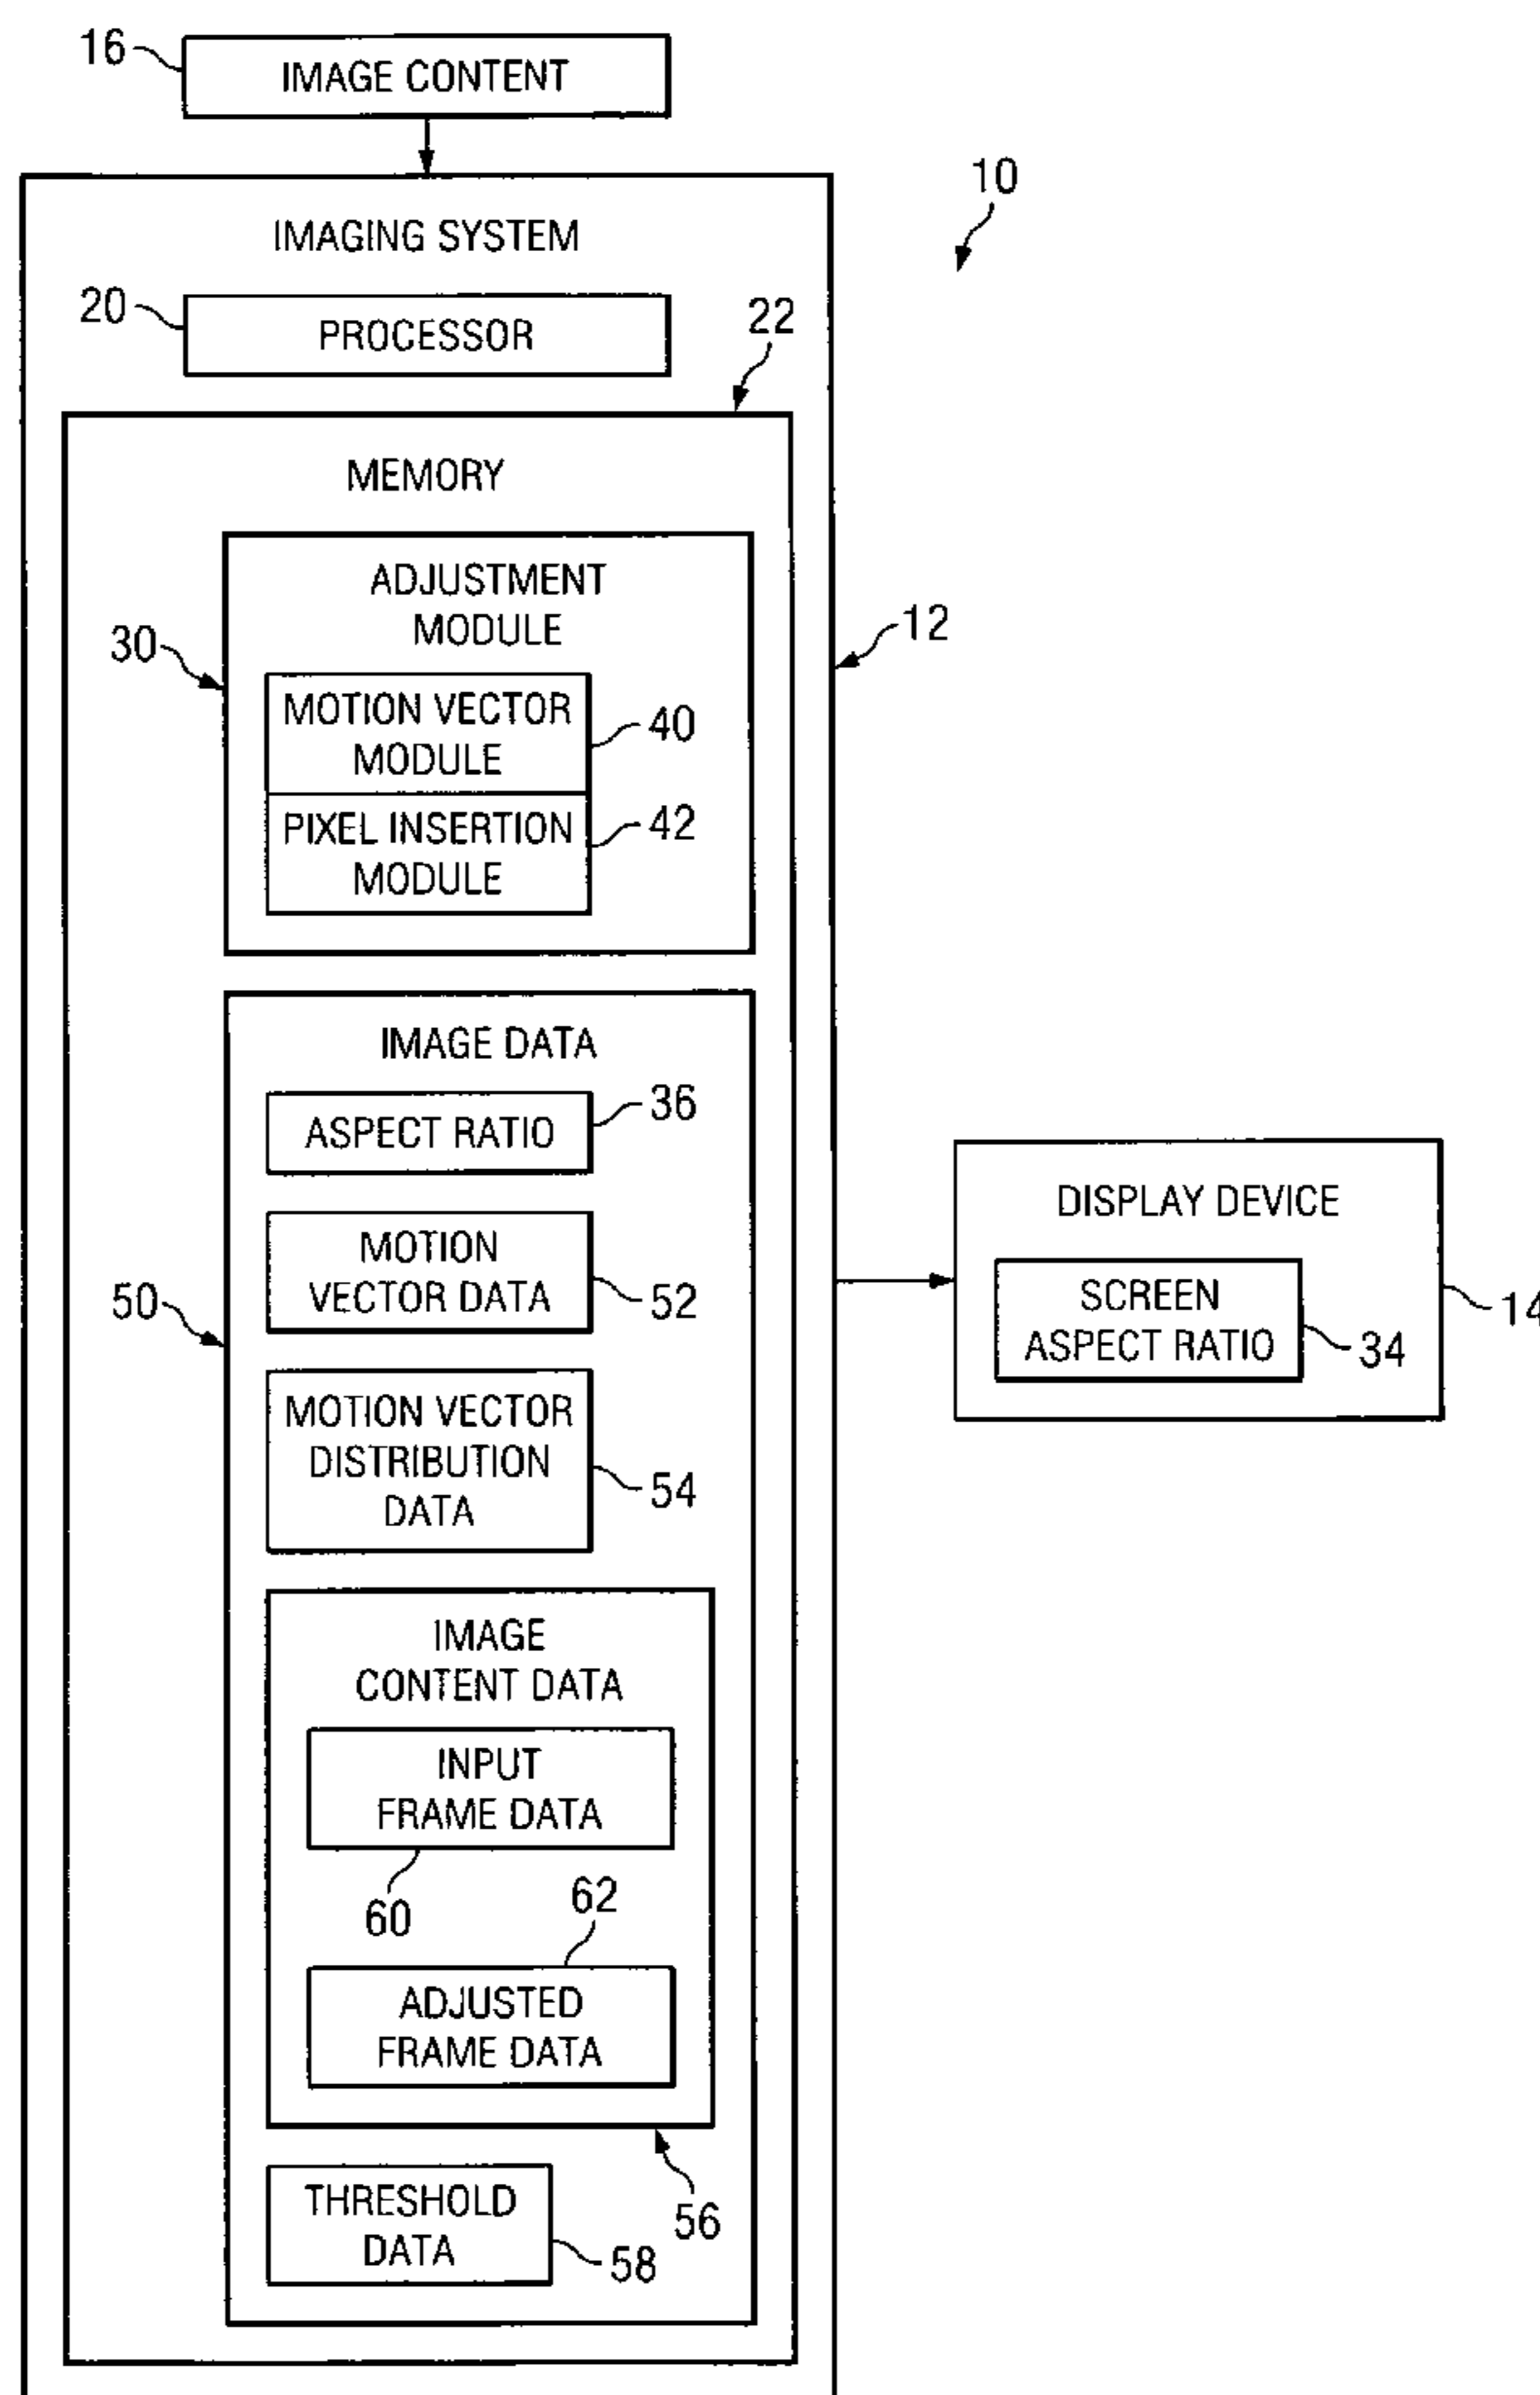 16
IMAGE CONTENT
10
IMAGING SYSTEM
20
PROCESSOR
22
MEMORY
ADJUSTMENT
MODULE
30
12
MOTION VECTOR
MODULE
40
PIXEL INSERTION
MODULE
42
IMAGE DATA
ASPECT RATIO
36
MOTION
VECTOR DATA
52
50
DISPLAY DEVICE
SCREEN
ASPECT RATIO
34
14
MOTION VECTOR
DISTRIBUTION
DATA
54
IMAGE
CONTENT DATA
INPUT
FRAME DATA
60
62
ADJUSTED
FRAME DATA
56
THRESHOLD
DATA
58